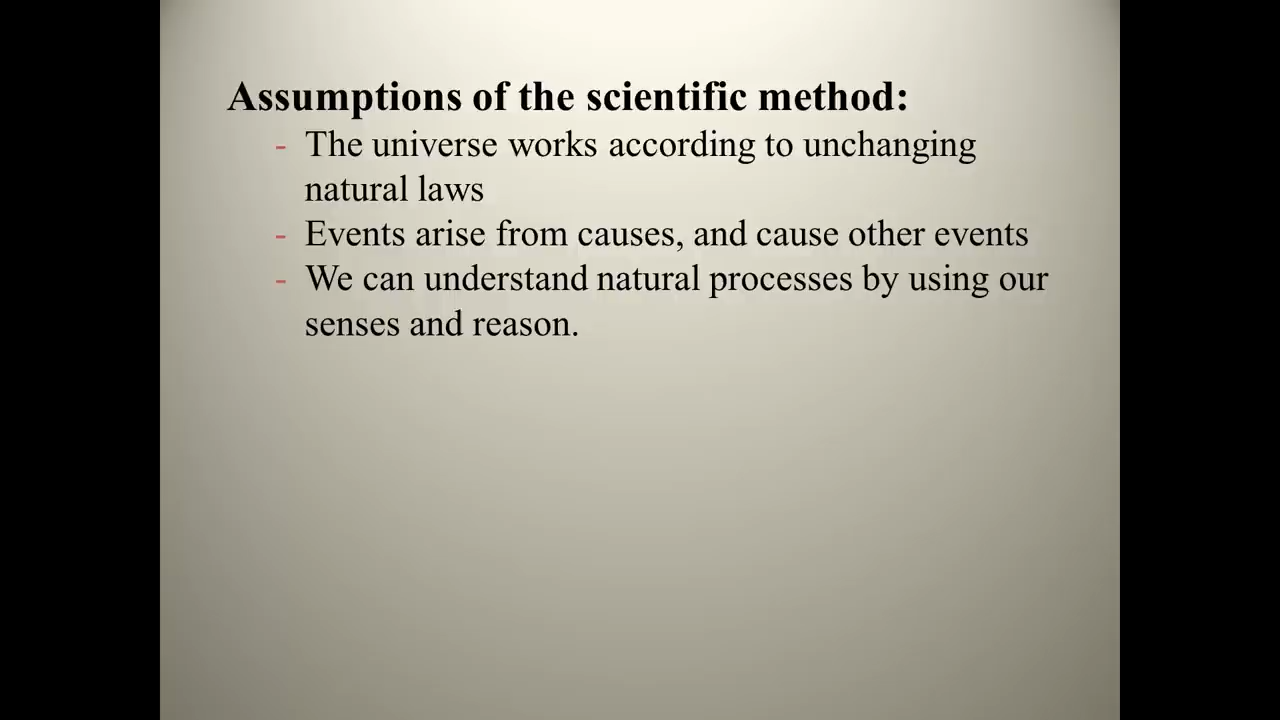 Assumptions of the scientific method:
- The universe works according to unchanging
natural laws
- Events arise from causes, and cause other events
- We can understand natural processes by using our
senses and reason.